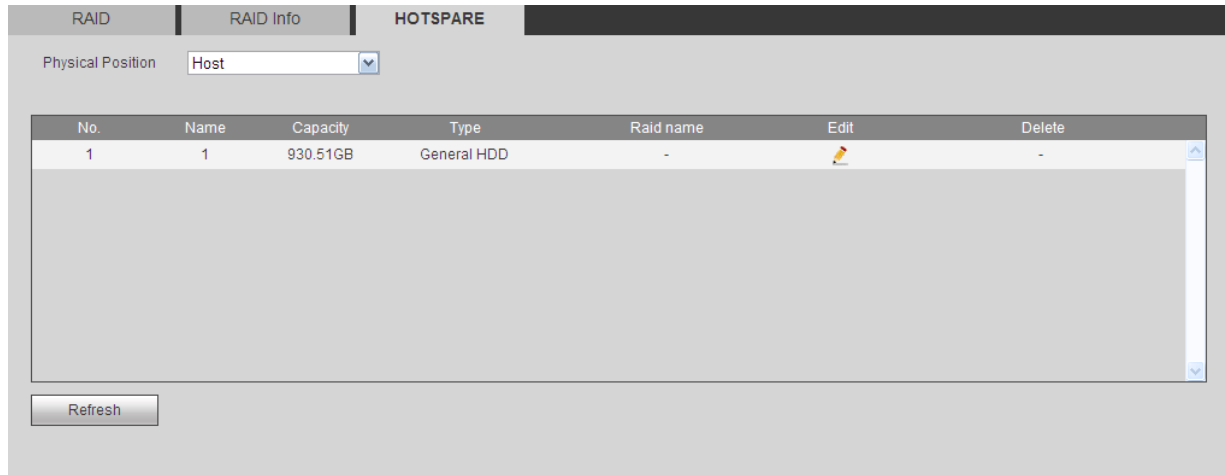 RAID RAID Info HOTSPARE
Physical Position Host
No. Name Capacity Type Raid name Edit Delete
1 1 930.51GB General HDD - -
Refresh